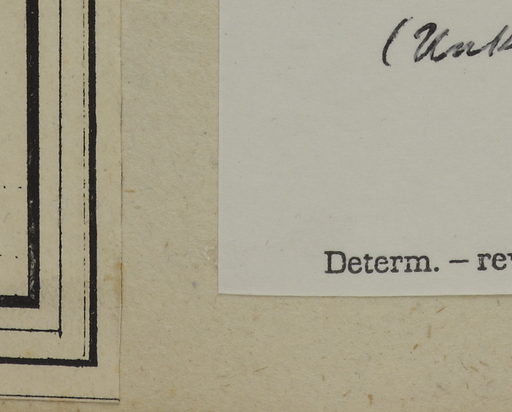 (Unk
Determ. – rev